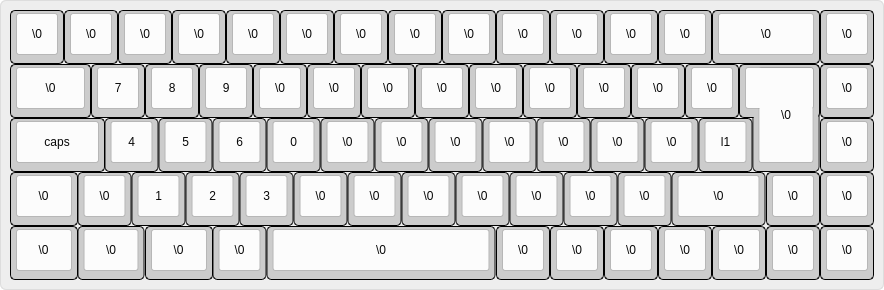 \0 \0 \0 \0 \0 \0 \0 \0 \0 \0 \0 \0 \0 \0 \0
\0 7 8 9 \0 \0 \0 \0 \0 \0 \0 \0 \0 \0 \0
caps 4 5 6 0 \0 \0 \0 \0 \0 \0 \0 l1 \0
\0 \0 1 2 3 \0 \0 \0 \0 \0 \0 \0 \0 \0 \0
\0 \0 \0 \0 \0 \0 \0 \0 \0 \0 \0 \0